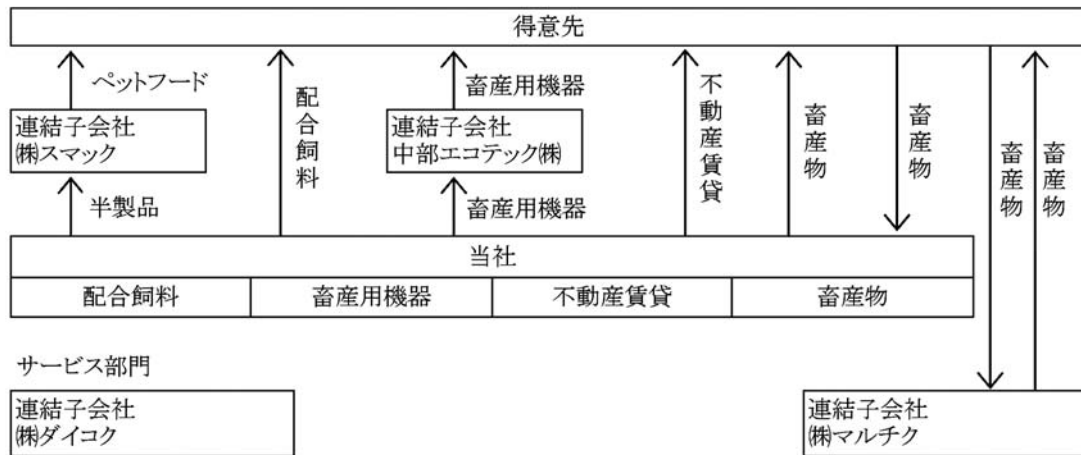 得意先
ペットフード
配合飼料
畜産用機器
不動産賃貸
畜産物
畜産物
畜産物
畜産物
連結子会社
㈱スマック
連結子会社
中部エコテック㈱
半製品
畜産用機器
当社
配合飼料
畜産用機器
不動産賃貸
畜産物
サービス部門
連結子会社
㈱ダイコク
連結子会社
㈱マルチク